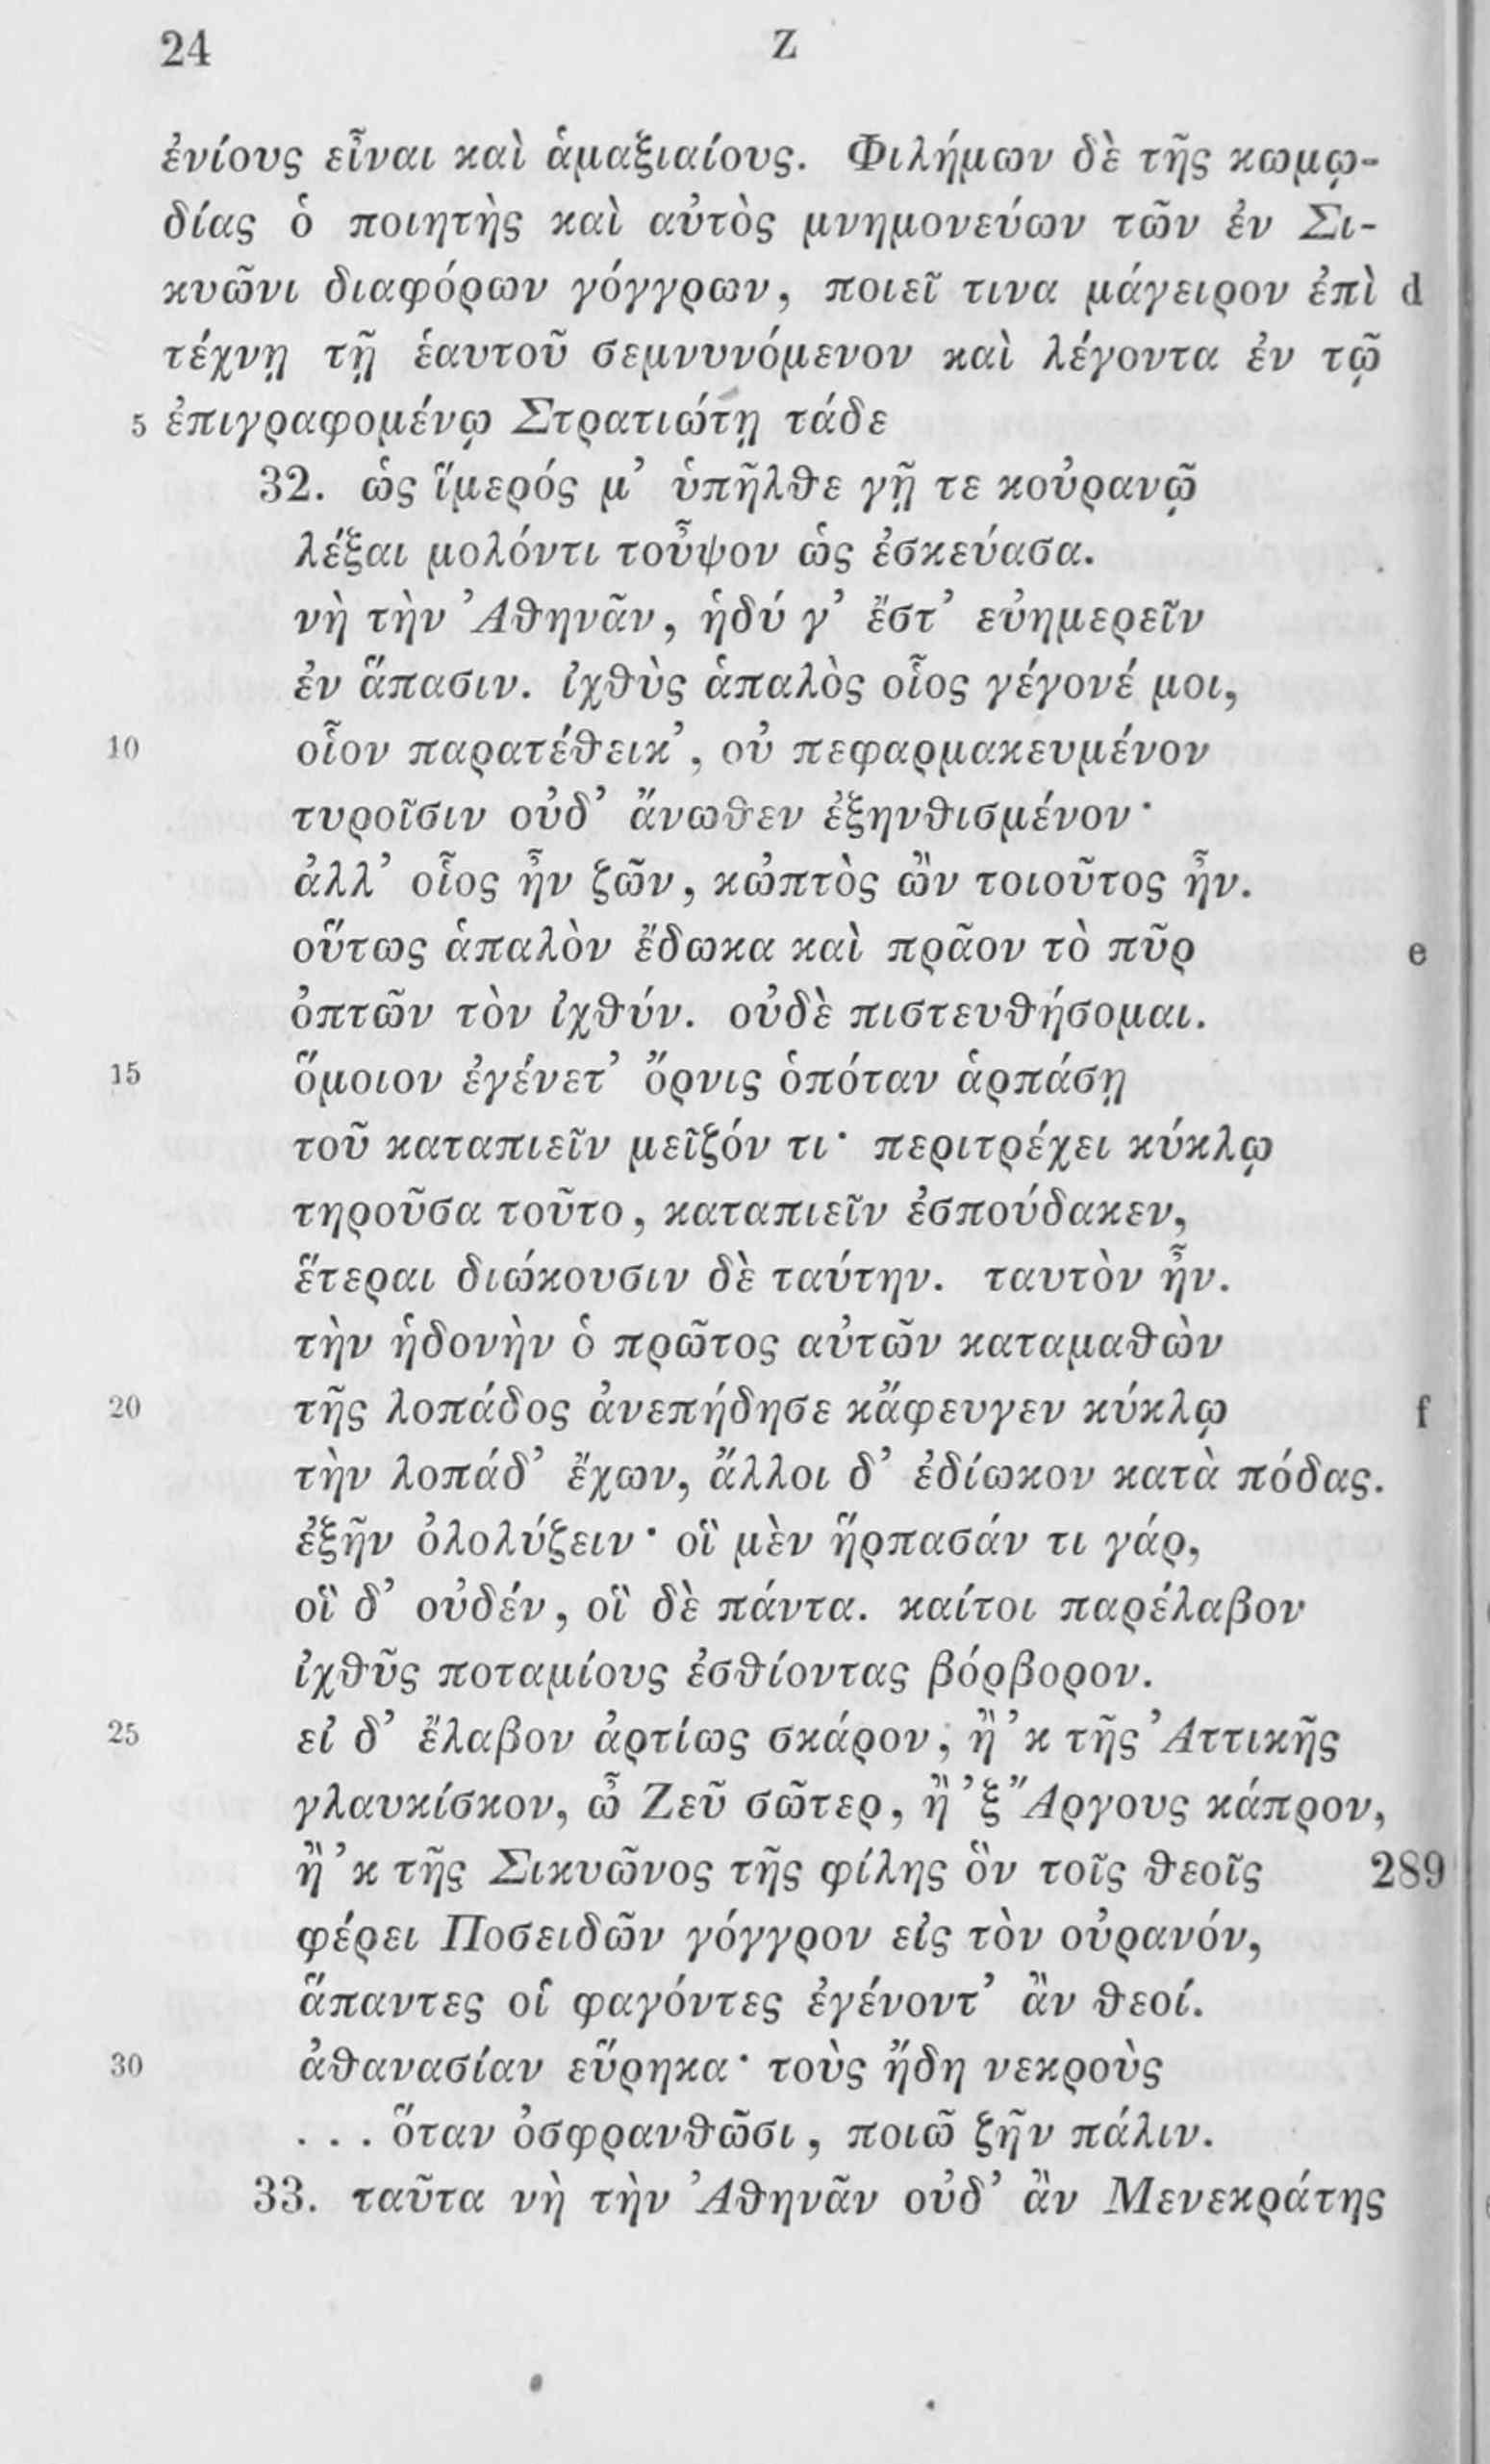 24 Z
ἐνίους εἶναι καὶ ἁμαξιαίους. Φιλήμων δὲ τῆς κωμῳ-
δίας ὁ ποιητὴς καὶ αὐτὸς μνημονεύων τῶν ἐν Σι-
κυῶνι διαφόρων γόγγρων, ποιεῖ τινα μάγειρον ἐπὶ d
τέχνῃ τῇ ἑαυτοῦ σεμνυνόμενον καὶ λέγοντα ἐν τῷ
5 ἐπιγραφομένῳ Στρατιώτῃ τάδε
32. ὡς ἵμερός μ’ ὑπῆλθε γῇ τε κοὐρανῷ
λέξαι μολόντι τοὖψον ὡς ἐσκεύασα.
νὴ τὴν Ἀθηνᾶν, ἡδύ γ’ ἔστ’ εὐημερεῖν
ἐν ἅπασιν. ἰχθὺς ἁπαλὸς οἷος γέγονέ μοι,
10 οἷον παρατέθεικ’, οὐ πεφαρμακευμένον
τυροῖσιν οὐδ’ ἄνωθεν ἐξηνθισμένον·
ἀλλ’ οἷος ἦν ζῶν, κὠπτὸς ὢν τοιοῦτος ἦν.
οὕτως ἁπαλὸν ἔδωκα καὶ πρᾶον τὸ πῦρ e
ὀπτῶν τὸν ἰχθύν. οὐδὲ πιστευθήσομαι.
15 ὅμοιον ἐγένετ’ ὄρνις ὁπόταν ἁρπάσῃ
τοῦ καταπιεῖν μεῖζόν τι· περιτρέχει κύκλῳ
τηροῦσα τοῦτο, καταπιεῖν ἐσπούδακεν,
ἕτεραι διώκουσιν δὲ ταύτην. ταυτὸν ἦν.
τὴν ἡδονὴν ὁ πρῶτος αὐτῶν καταμαθὼν
20 τῆς λοπάδος ἀνεπήδησε κἄφευγεν κύκλῳ f
τὴν λοπάδ’ ἔχων, ἄλλοι δ’ ἐδίωκον κατὰ πόδας.
ἐξῆν ὀλολύζειν· οἳ μὲν ἥρπασάν τι γάρ,
οἳ δ’ οὐδέν, οἳ δὲ πάντα. καίτοι παρέλαβον
ἰχθῦς ποταμίους ἐσθίοντας βόρβορον.
25 εἰ δ’ ἔλαβον ἀρτίως σκάρον, ἢ ’κ τῆς Ἀττικῆς
γλαυκίσκον, ὦ Ζεῦ σῶτερ, ἢ ’ξ Ἄργους κάπρον,
ἢ ’κ τῆς Σικυῶνος τῆς φίλης ὃν τοῖς θεοῖς 289
φέρει Ποσειδῶν γόγγρον εἰς τὸν οὐρανόν,
ἅπαντες οἱ φαγόντες ἐγένοντ’ ἂν θεοί.
30 ἀθανασίαν εὕρηκα· τοὺς ἤδη νεκροὺς
. . . ὅταν ὀσφρανθῶσι, ποιῶ ζῆν πάλιν.
33. ταῦτα νὴ τὴν Ἀθηνᾶν οὐδ’ ἂν Μενεκράτης